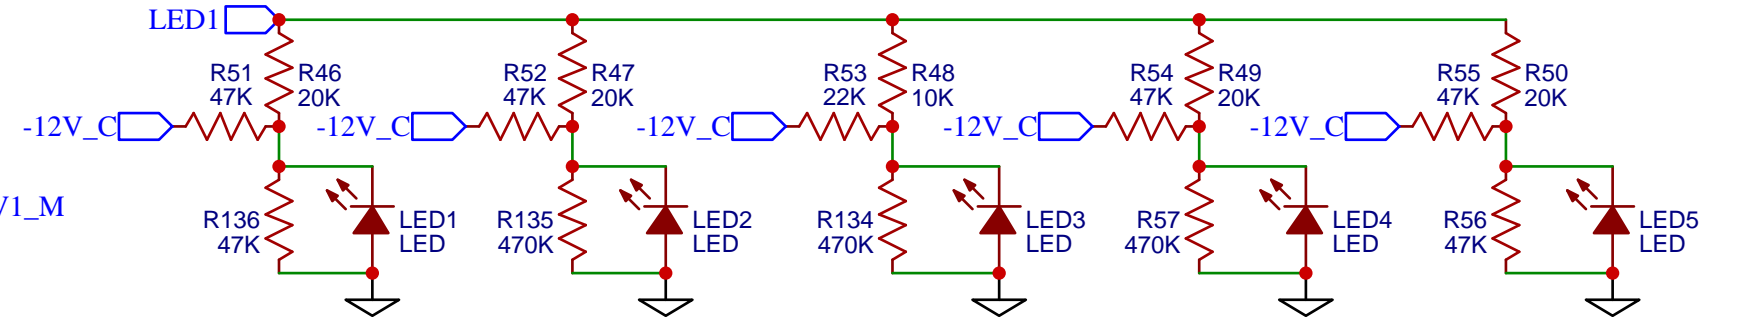 LED1
R51
47K
R46
20K
R52
47K
R47
20K
R53
22K
R48
10K
R54
47K
R49
20K
R55
47K
R50
20K
-12V_C
-12V_C
-12V_C
-12V_C
-12V_C
V1_M
R136
47K
LED1
LED
R135
470K
LED2
LED
R134
470K
LED3
LED
R57
470K
LED4
LED
R56
47K
LED5
LED